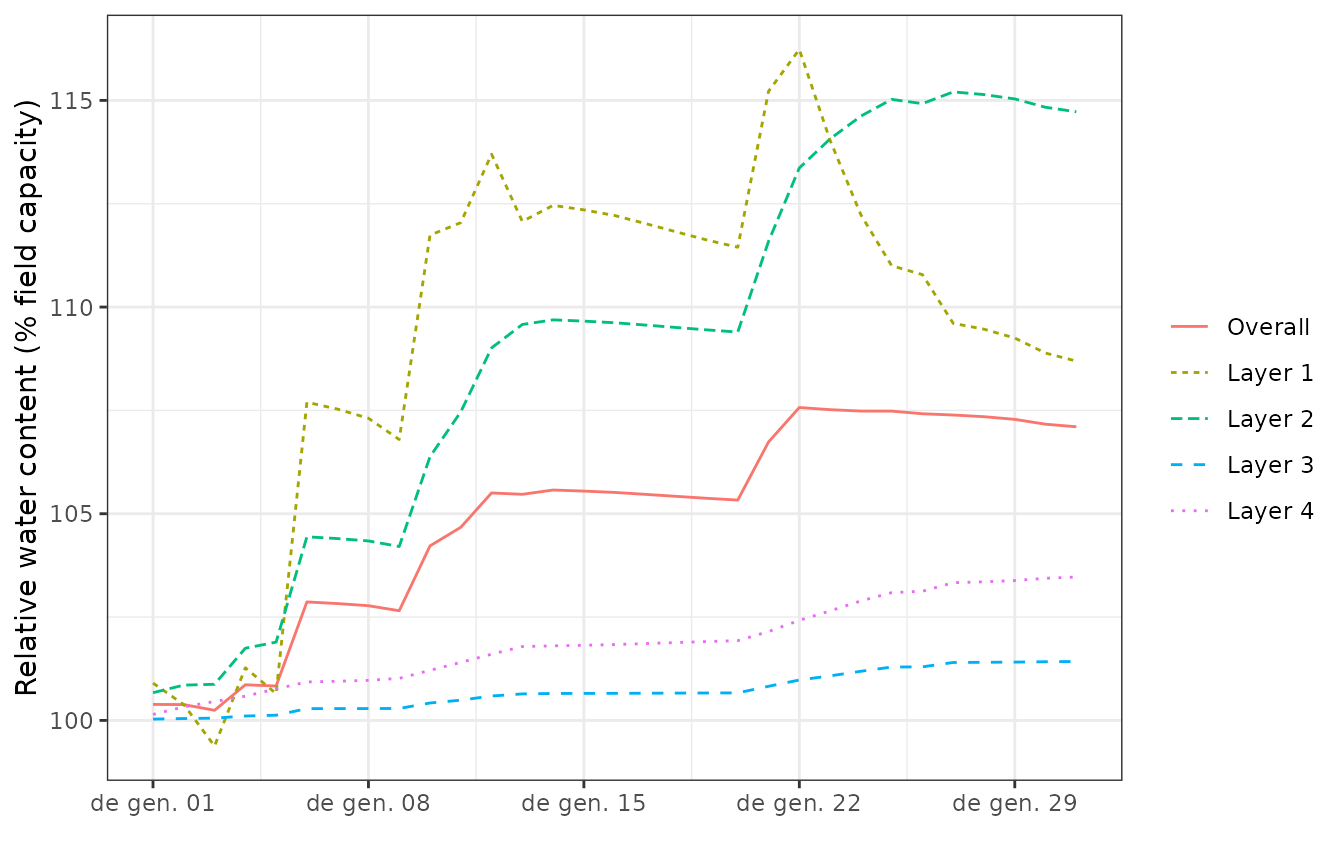 Relative water content (% field capacity)
115
110
105
100
de gen. 01 de gen. 08 de gen. 15 de gen. 22 de gen. 29
Overall
Layer 1
Layer 2
Layer 3
Layer 4